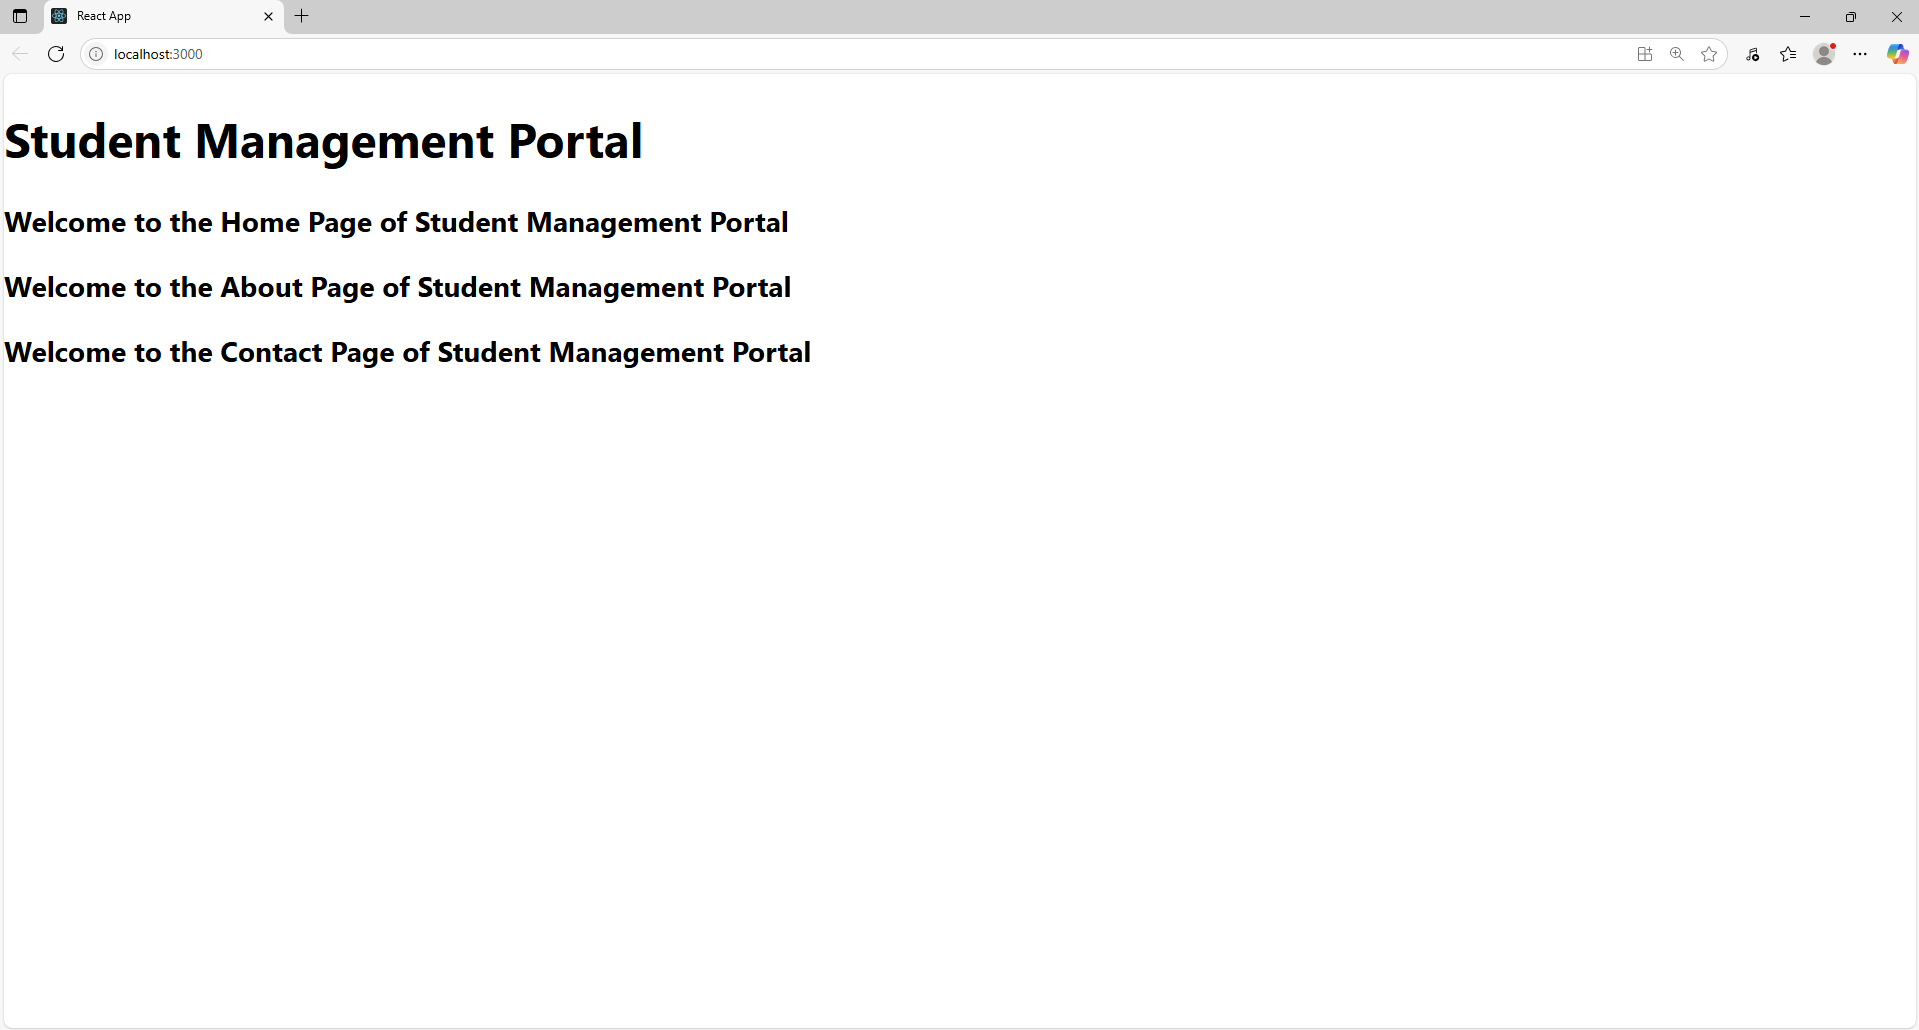 React App
localhost:3000
Student Management Portal
Welcome to the Home Page of Student Management Portal
Welcome to the About Page of Student Management Portal
Welcome to the Contact Page of Student Management Portal